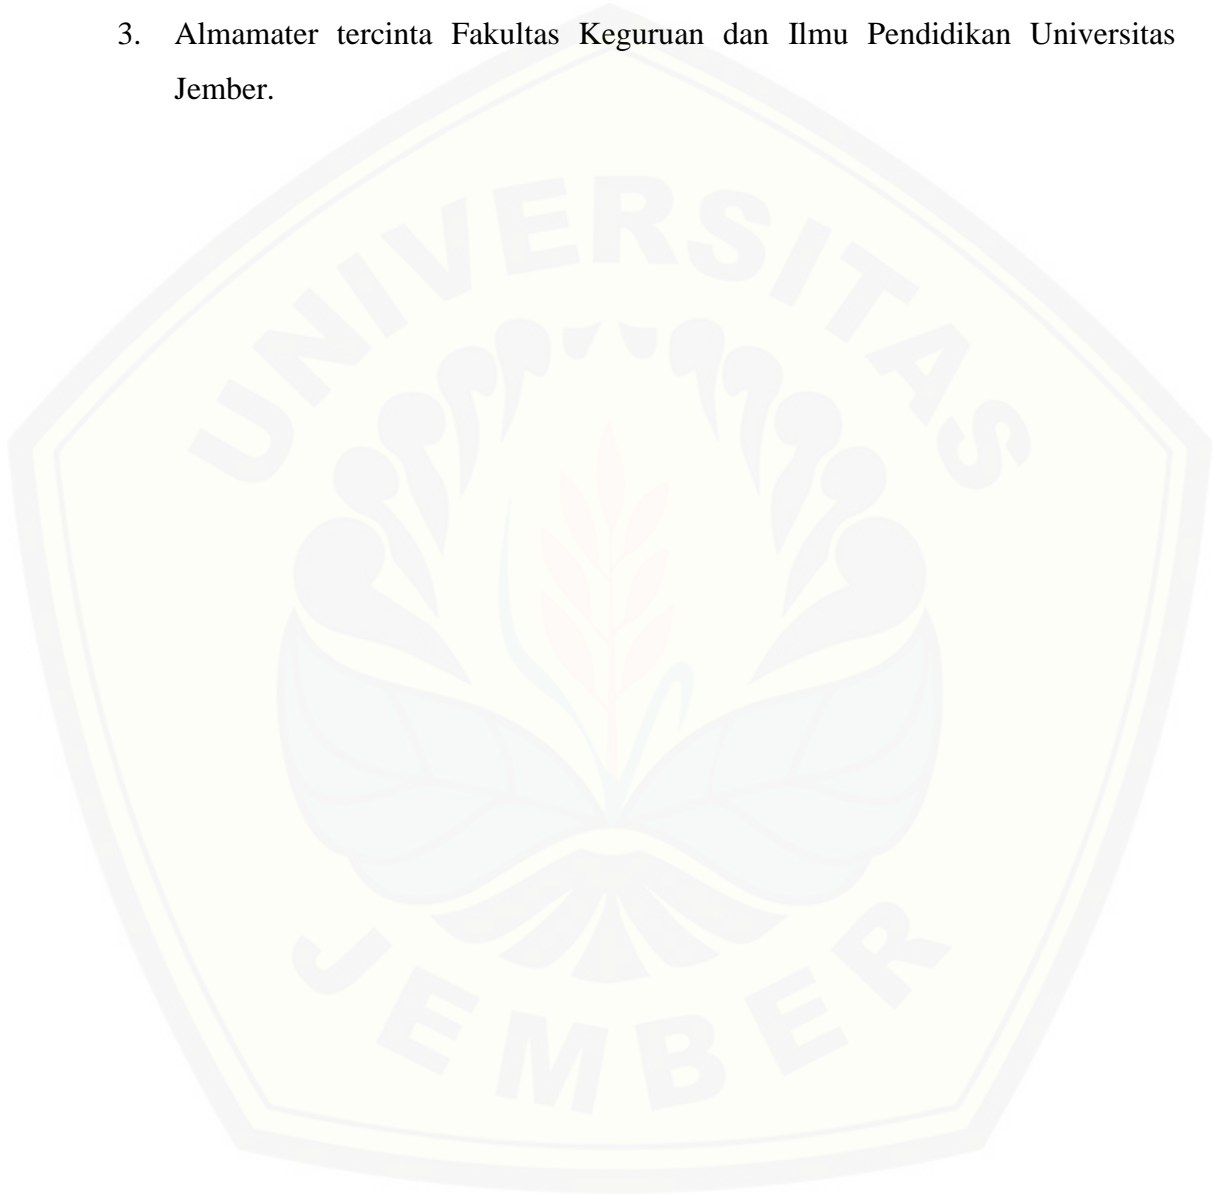 3. Almamater tercinta Fakultas Keguruan dan Ilmu Pendidikan Universitas
Jember.
UNIVERSITAS
JEMBER